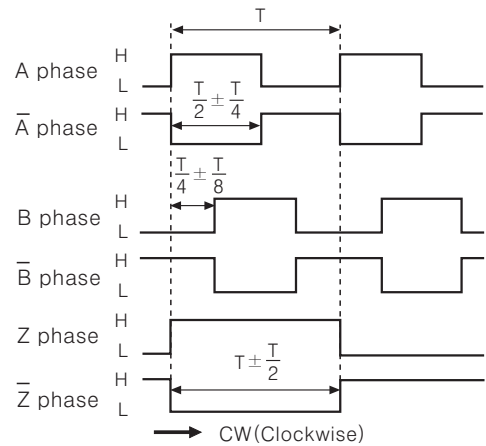 T
A phase H
L
A̅ phase H
L
T/2 ± T/4
T/4 ± T/8
B phase H
L
B̅ phase H
L
Z phase H
L
Z̅ phase H
L
T ± T/2
CW(Clockwise)